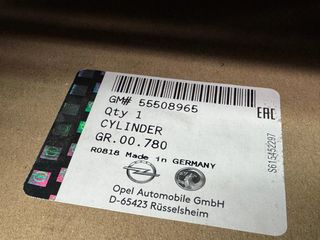 GM# 55508965
Qty 1
CYLINDER
GR.00.780
R0818 Made in GERMANY
Opel Automobile GmbH
D-65423 Rüsselsheim
EAC
S615452297